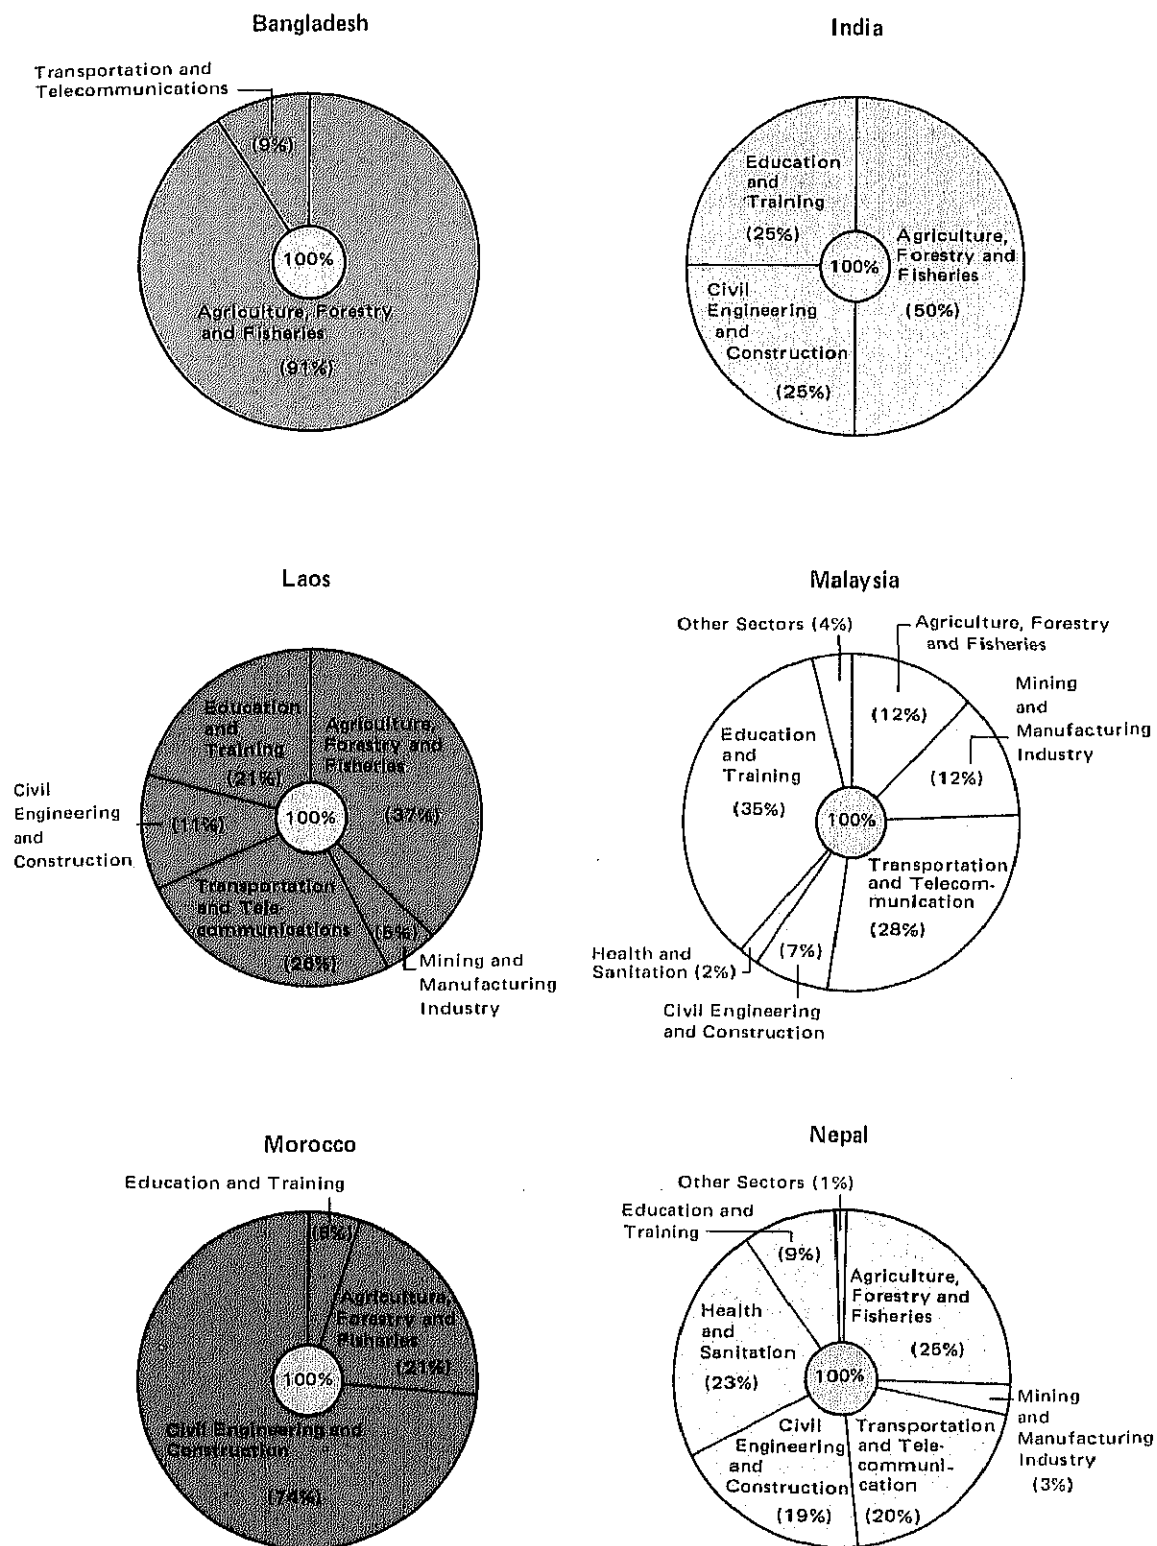 Bangladesh
Transportation and
Telecommunications
(9%)
100%
Agriculture, Forestry
and Fisheries
(91%)
India
Education
and
Training
(25%)
100%
Agriculture,
Forestry and
Fisheries
(50%)
Civil
Engineering
and
Construction
(25%)
Laos
Education
and
Training
(21%)
Agriculture,
Forestry and
Fisheries
(37%)
100%
Civil
Engineering
and
Construction
(11%)
Transportation
and Tele-
communications
(26%)
(5%)
Mining and
Manufacturing
Industry
Malaysia
Other Sectors (4%)
Agriculture, Forestry
and Fisheries
(12%)
Mining
and
Manufacturing
Industry
(12%)
Education
and
Training
(35%)
100%
Transportation
and Telecom-
munication
(28%)
Health and
Sanitation (2%)
(7%)
Civil Engineering
and Construction
Morocco
Education and Training
(5%)
Agriculture,
Forestry and
Fisheries
(21%)
100%
Civil Engineering and
Construction
(74%)
Nepal
Other Sectors (1%)
Education and
Training
(9%)
Agriculture,
Forestry and
Fisheries
(25%)
Health
and
Sanitation
(23%)
100%
Mining
and
Manufacturing
Industry
(3%)
Civil
Engineering
and
Construction
(19%)
Transportation
and Tele-
communi-
cation
(20%)